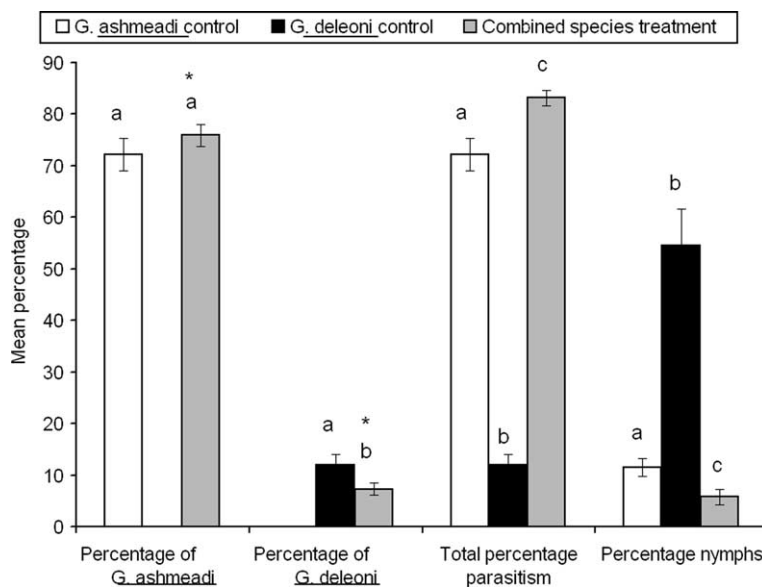 G. ashmeadi control G. deleoni control Combined species treatment
90
80
70
60
50
40
30
20
10
0
Mean percentage
a
*
a
a
*
b
a
b
c
a
b
c
Percentage of
G. ashmeadi
Percentage of
G. deleoni
Total percentage
parasitism
Percentage nymphs